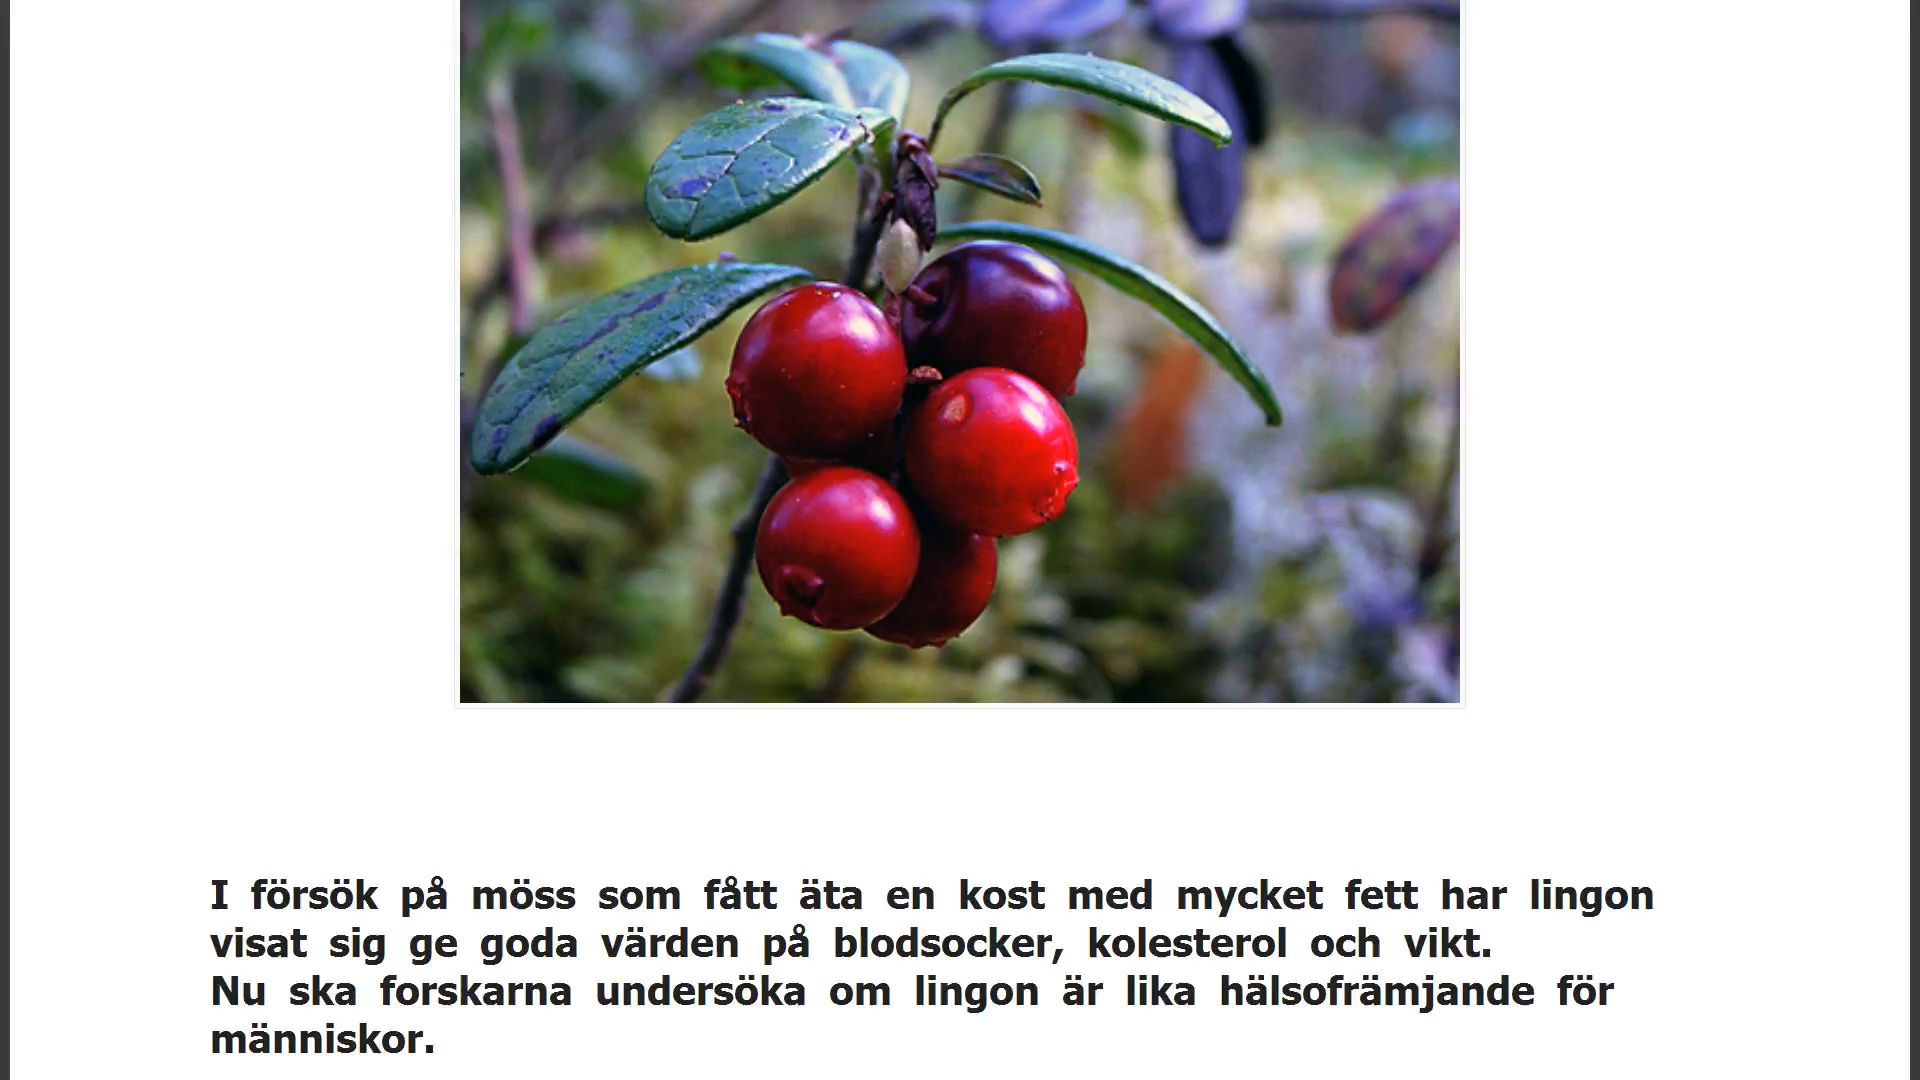 I försök på möss som fått äta en kost med mycket fett har lingon
visat sig ge goda värden på blodsocker, kolesterol och vikt.
Nu ska forskarna undersöka om lingon är lika hälsofrämjande för
människor.